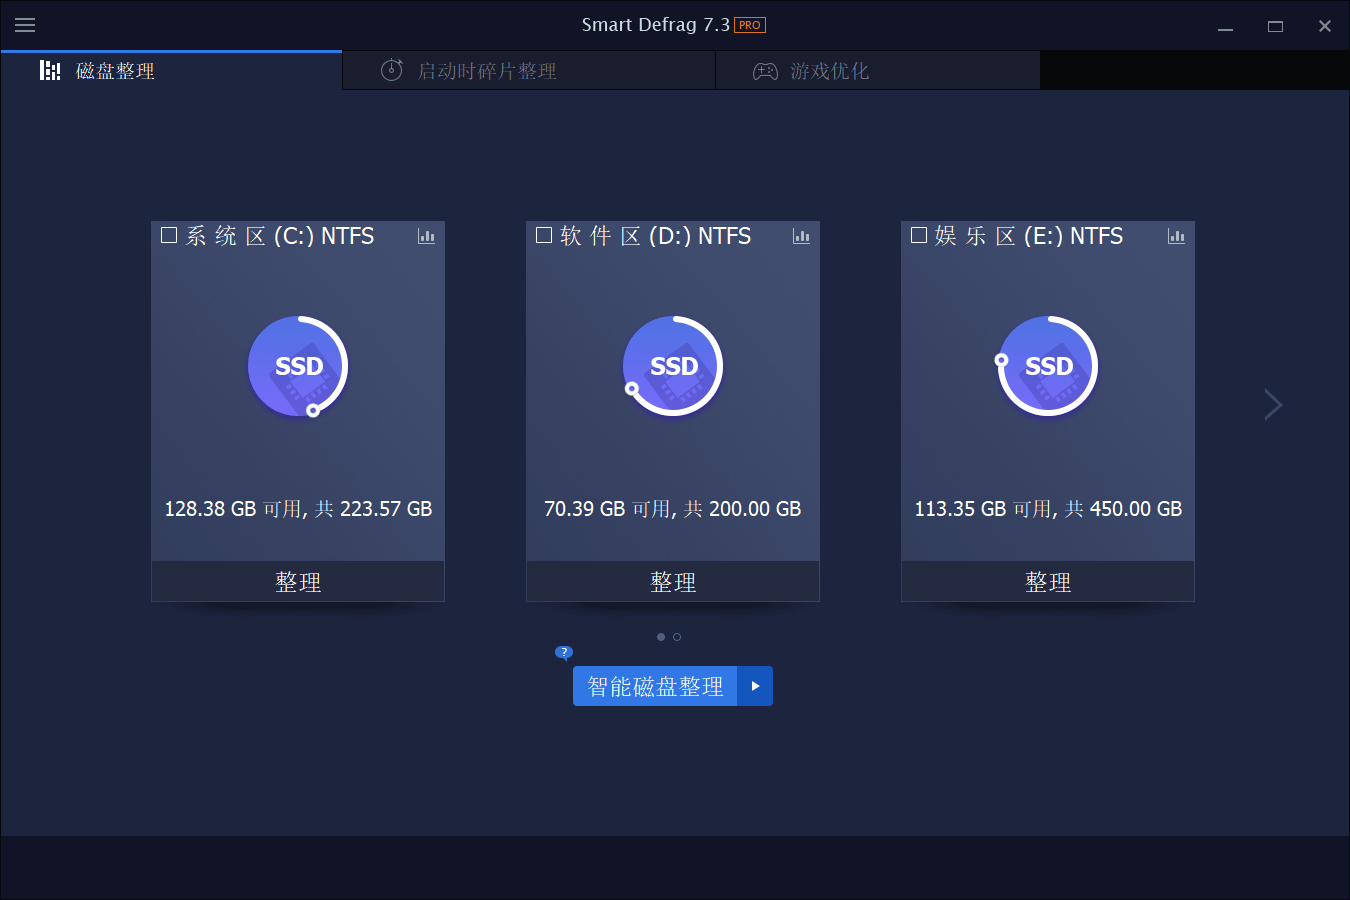 Smart Defrag 7.3 PRO
磁盘整理
启动时碎片整理
游戏优化
系统区 (C:) NTFS
软件区 (D:) NTFS
娱乐区 (E:) NTFS
SSD
SSD
SSD
128.38 GB 可用, 共 223.57 GB
70.39 GB 可用, 共 200.00 GB
113.35 GB 可用, 共 450.00 GB
整理
整理
整理
?
智能磁盘整理